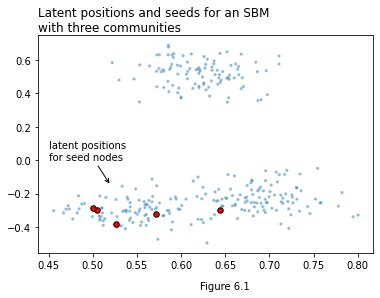 Latent positions and seeds for an SBM
with three communities
0.6
0.4
0.2
0.0
−0.2
−0.4
latent positions
for seed nodes
0.45 0.50 0.55 0.60 0.65 0.70 0.75 0.80
Figure 6.1